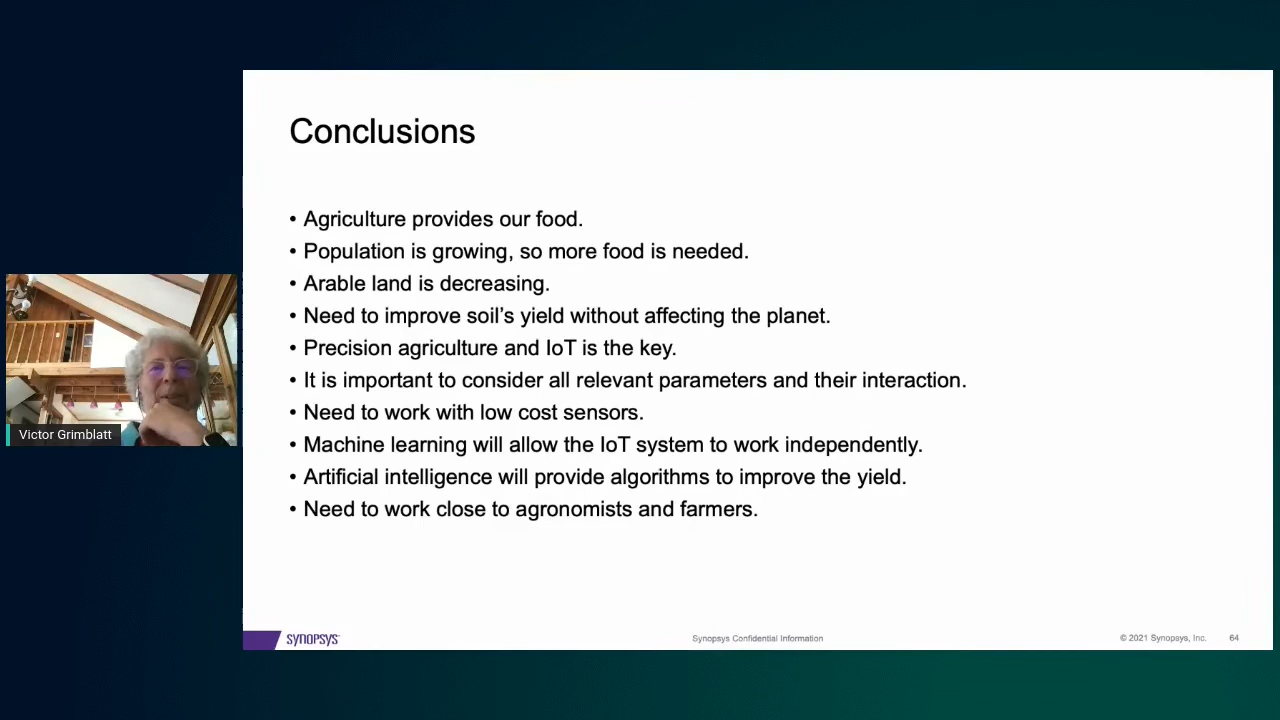 Conclusions
• Agriculture provides our food.
• Population is growing, so more food is needed.
• Arable land is decreasing.
• Need to improve soil's yield without affecting the planet.
• Precision agriculture and IoT is the key.
• It is important to consider all relevant parameters and their interaction.
• Need to work with low cost sensors.
• Machine learning will allow the IoT system to work independently.
• Artificial intelligence will provide algorithms to improve the yield.
• Need to work close to agronomists and farmers.
Victor Grimblatt
SYNOPSYS
Synopsys Confidential Information
© 2021 Synopsys, Inc.
64